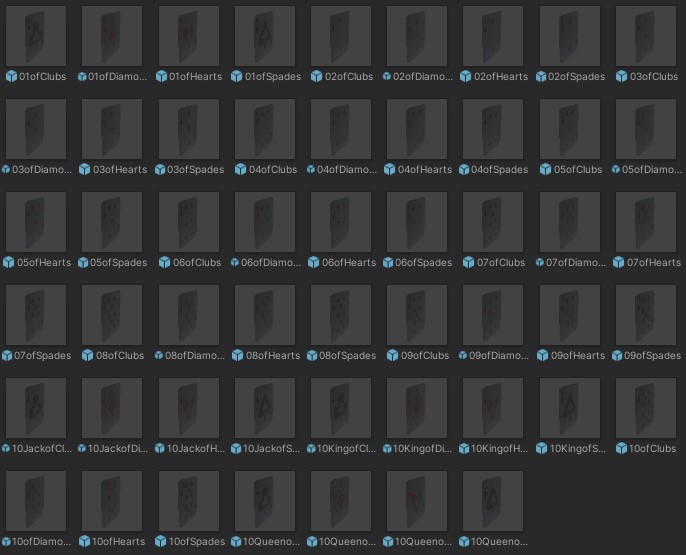 01ofClubs 01ofDiamo... 01ofHearts 01ofSpades 02ofClubs 02ofDiamo... 02ofHearts 02ofSpades 03ofClubs
03ofDiamo... 03ofHearts 03ofSpades 04ofClubs 04ofDiamo... 04ofHearts 04ofSpades 05ofClubs 05ofDiamo...
05ofHearts 05ofSpades 06ofClubs 06ofDiamo... 06ofHearts 06ofSpades 07ofClubs 07ofDiamo... 07ofHearts
07ofSpades 08ofClubs 08ofDiamo... 08ofHearts 08ofSpades 09ofClubs 09ofDiamo... 09ofHearts 09ofSpades
10JackofCl... 10JackofDi... 10JackofH... 10JackofS... 10KingofCl... 10KingofDi... 10KingofH... 10KingofS... 10ofClubs
10ofDiamo... 10ofHearts 10ofSpades 10Queeno... 10Queeno... 10Queeno... 10Queeno...